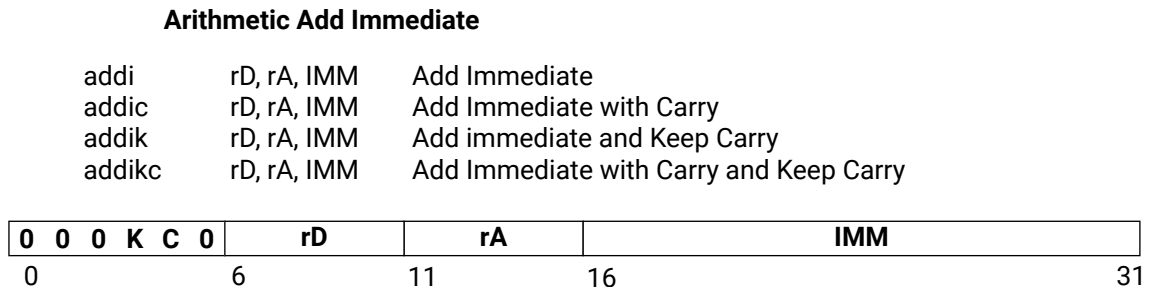 Arithmetic Add Immediate
addi rD, rA, IMM Add Immediate
addic rD, rA, IMM Add Immediate with Carry
addik rD, rA, IMM Add immediate and Keep Carry
addikc rD, rA, IMM Add Immediate with Carry and Keep Carry
0 0 0 K C 0 rD rA IMM
0 6 11 16 31